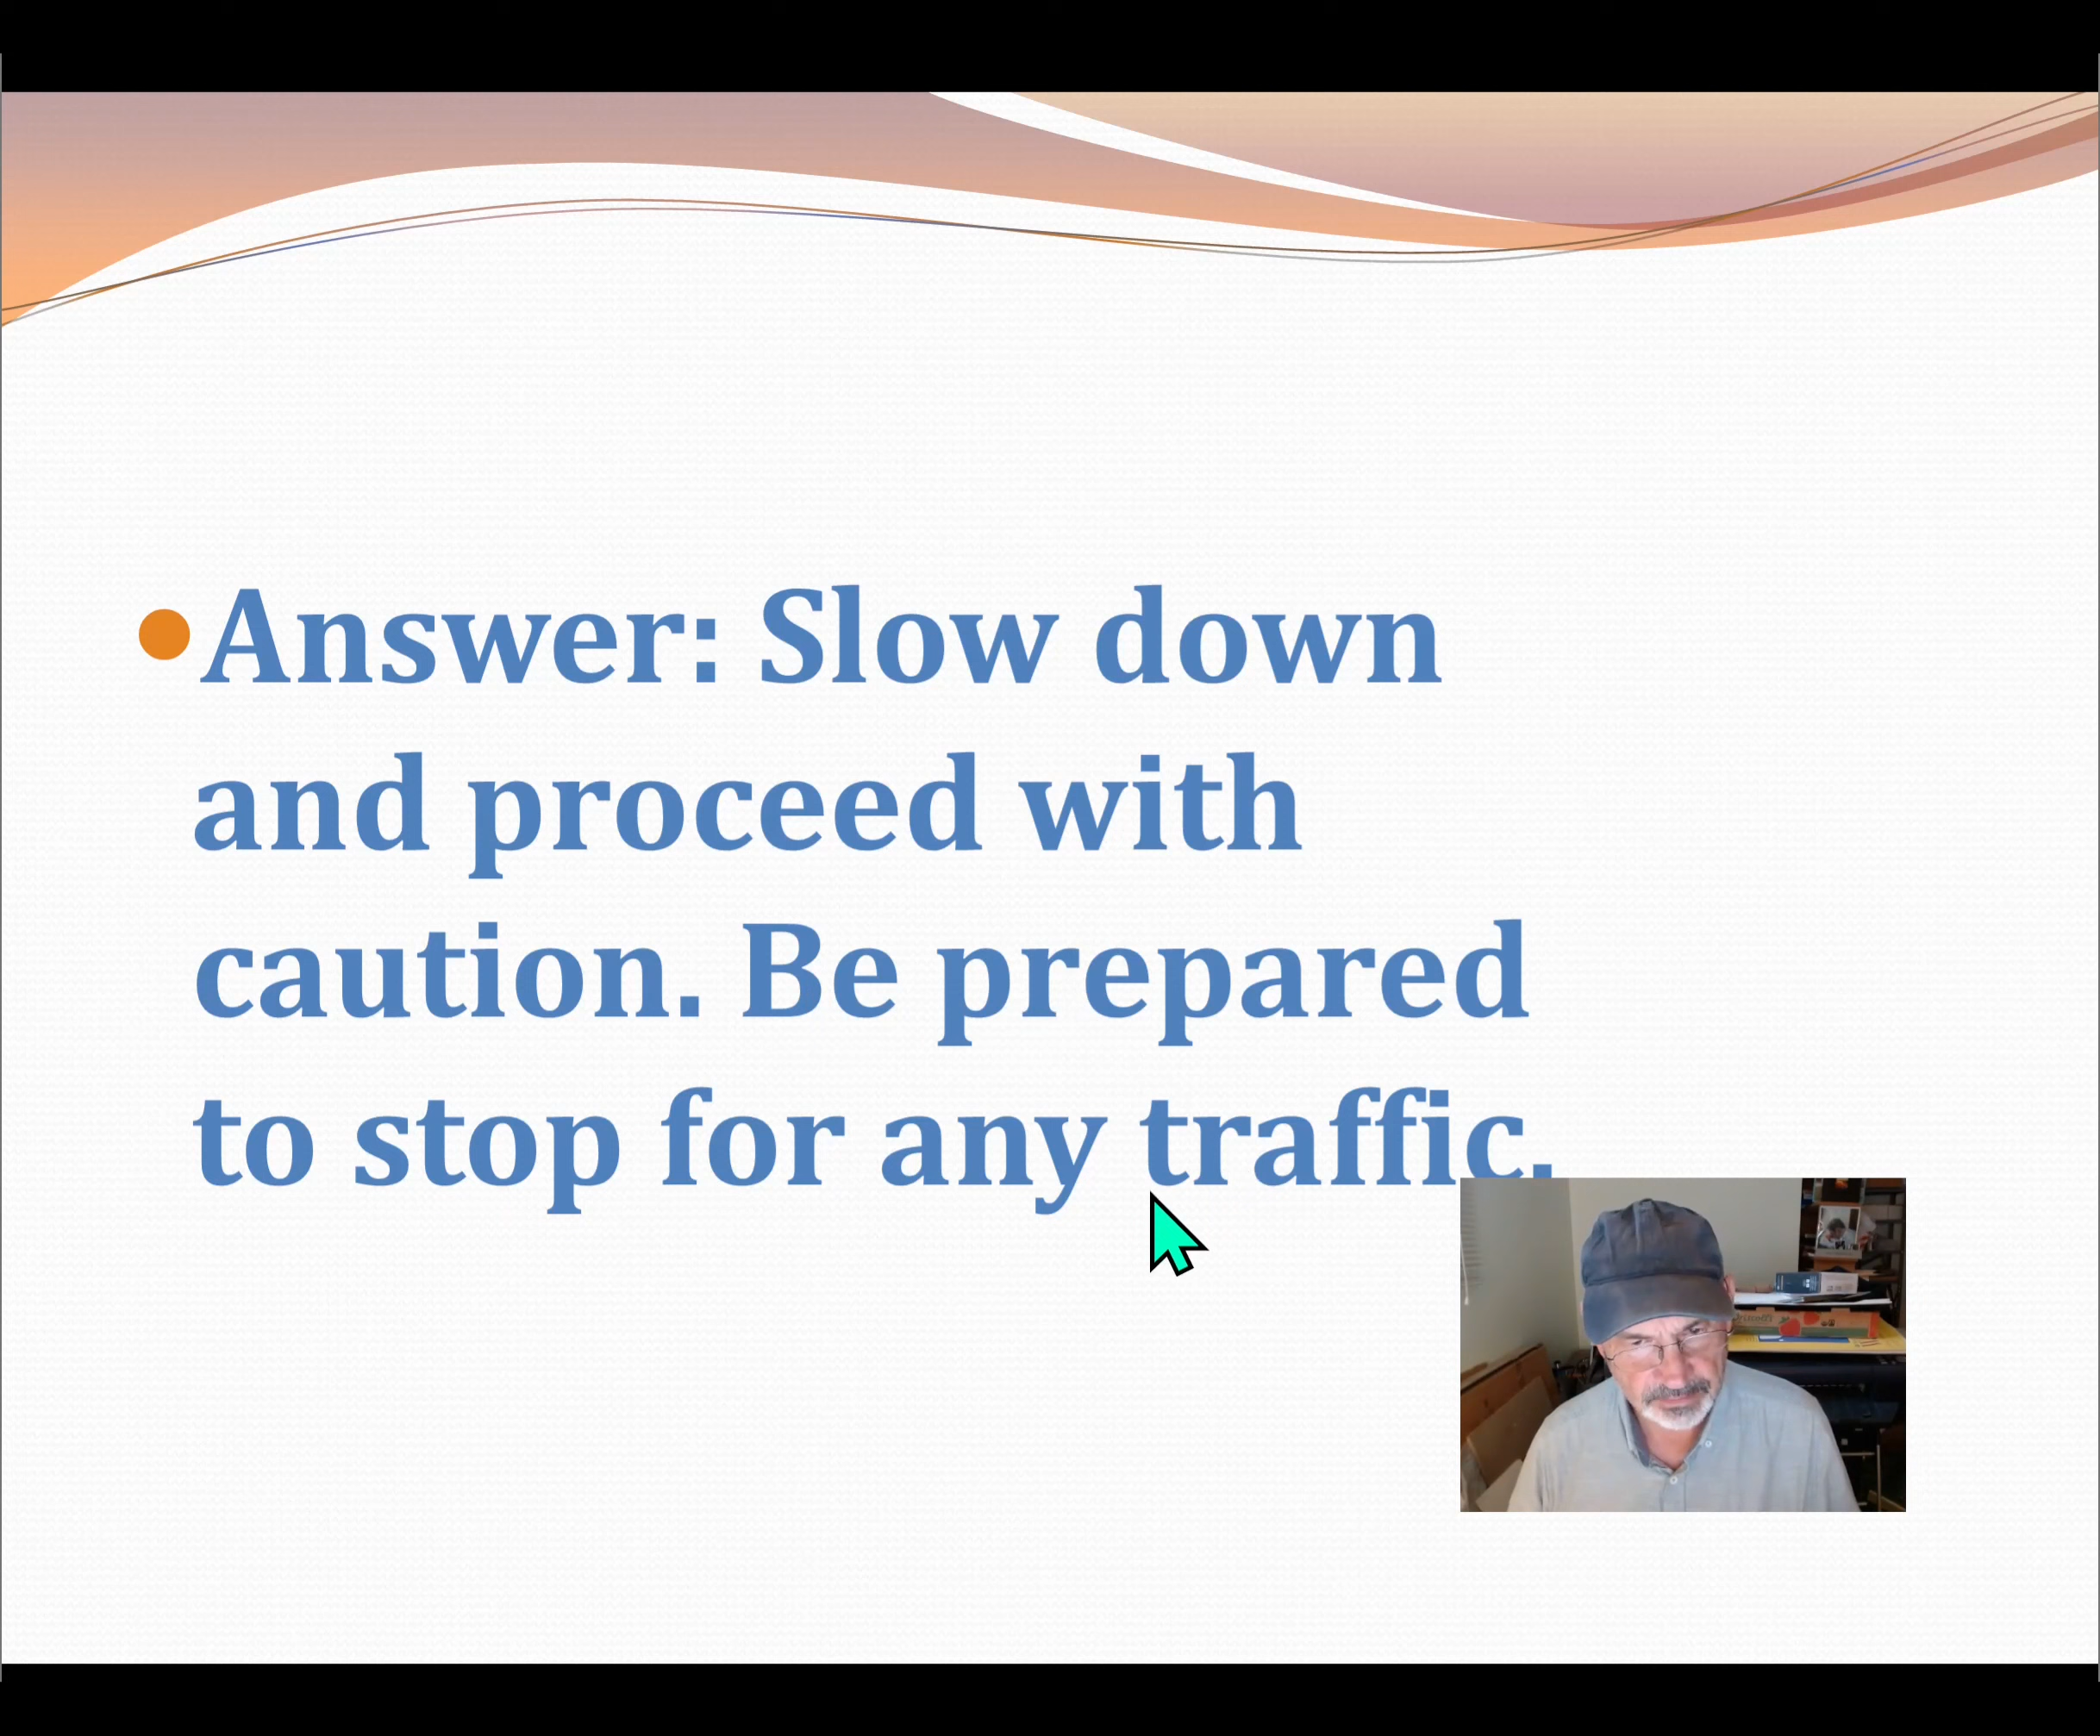 Answer: Slow down
and proceed with
caution. Be prepared
to stop for any traffic.